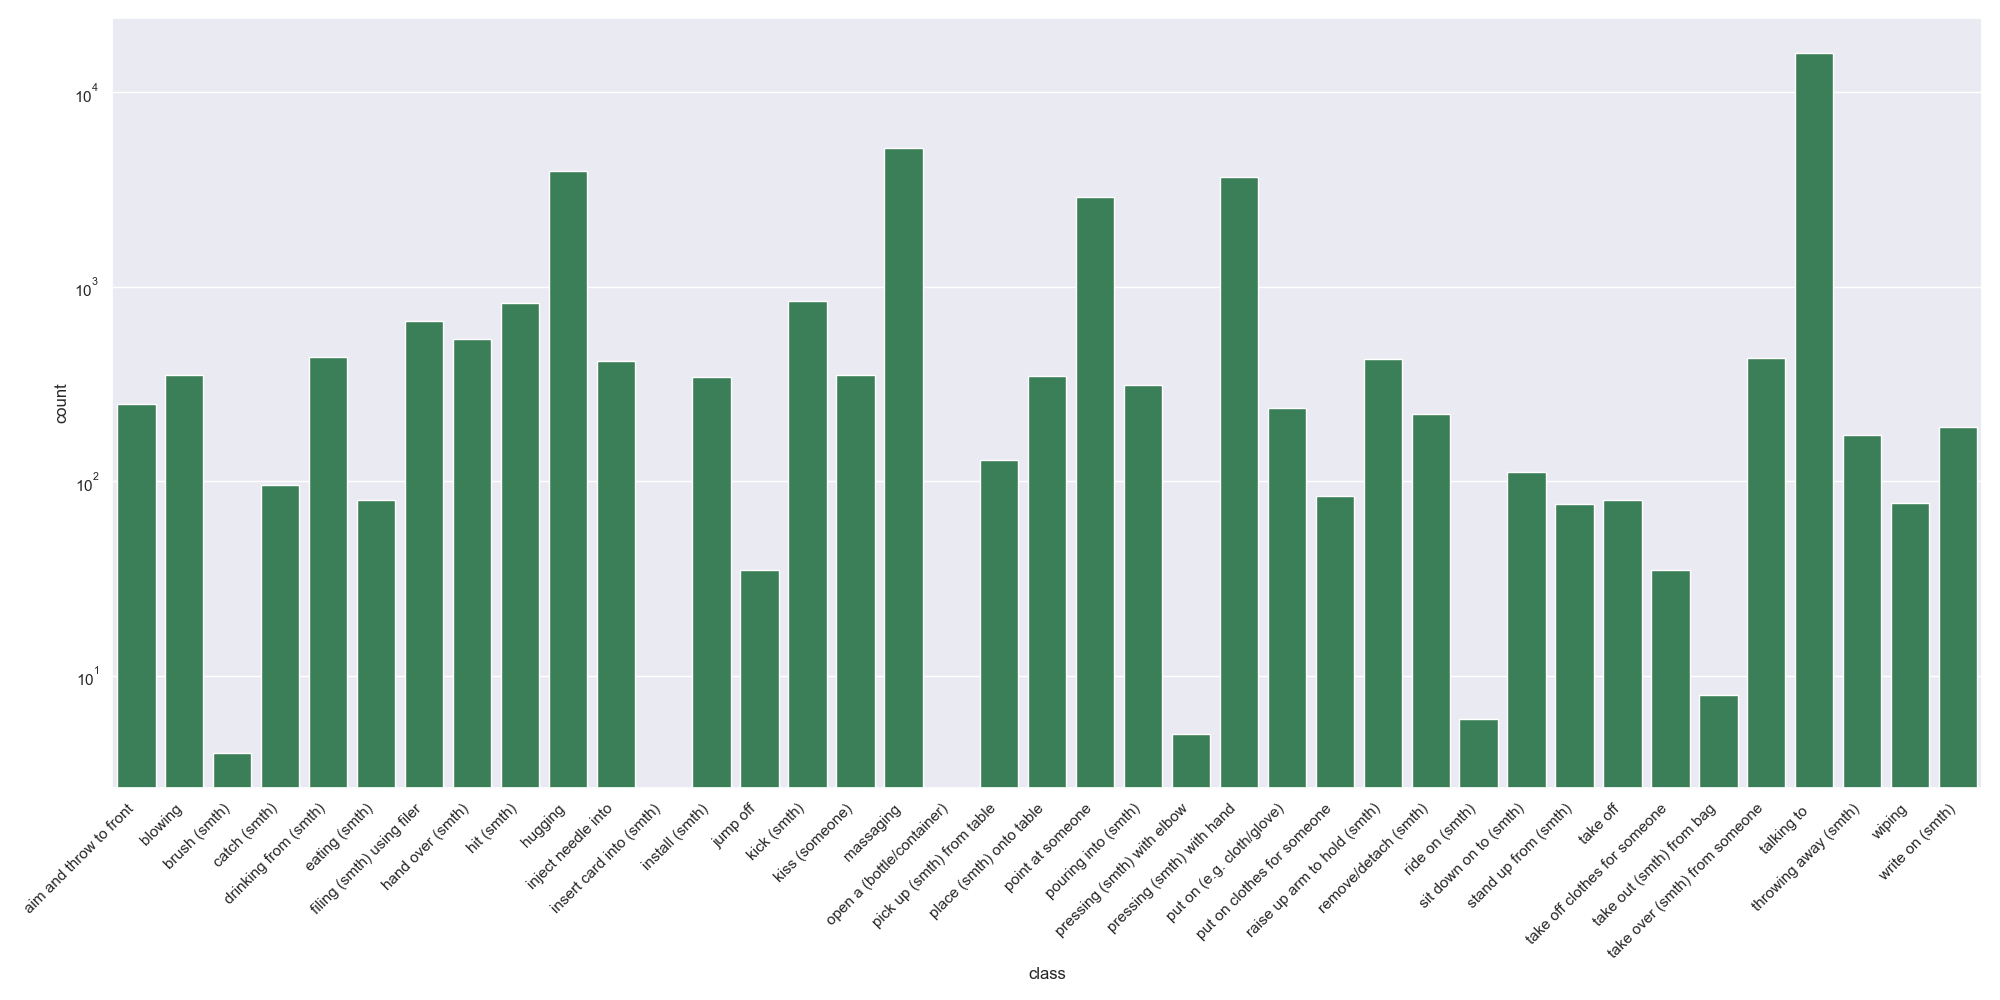 10^4
10^3
10^2
10^1
count
aim and throw to front
blowing
brush (smth)
catch (smth)
drinking from (smth)
eating (smth)
filing (smth) using filer
hand over (smth)
hit (smth)
hugging
inject needle into
insert card into (smth)
install (smth)
jump off
kick (smth)
kiss (someone)
massaging
open a (bottle/container)
pick up (smth) from table
place (smth) onto table
point at someone
pouring into (smth)
pressing (smth) with elbow
pressing (smth) with hand
put on (e.g. cloth/glove)
put on clothes for someone
raise up arm to hold (smth)
remove/detach (smth)
ride on (smth)
sit down on to (smth)
stand up from (smth)
take off
take off clothes for someone
take out (smth) from bag
take over (smth) from someone
talking to
throwing away (smth)
wiping
write on (smth)
class